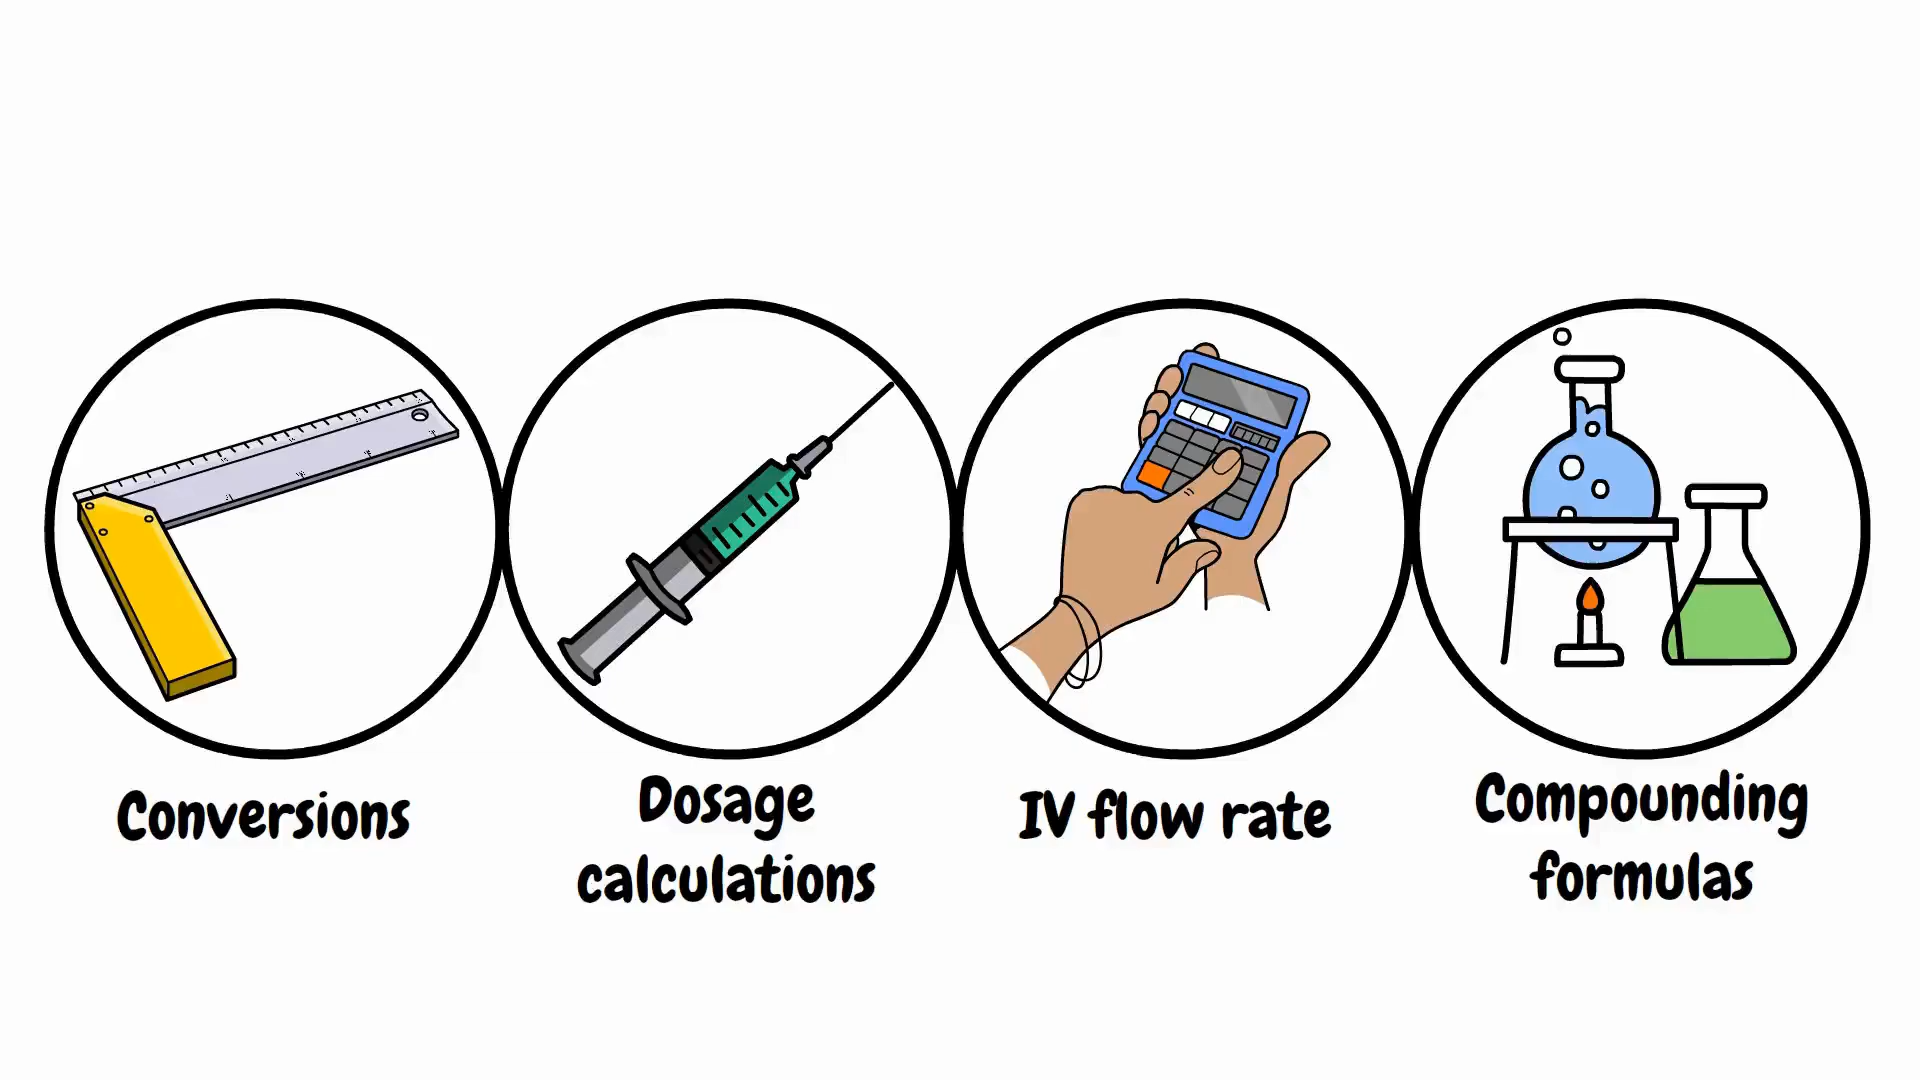 Conversions
Dosage
calculations
IV flow rate
Compounding
formulas